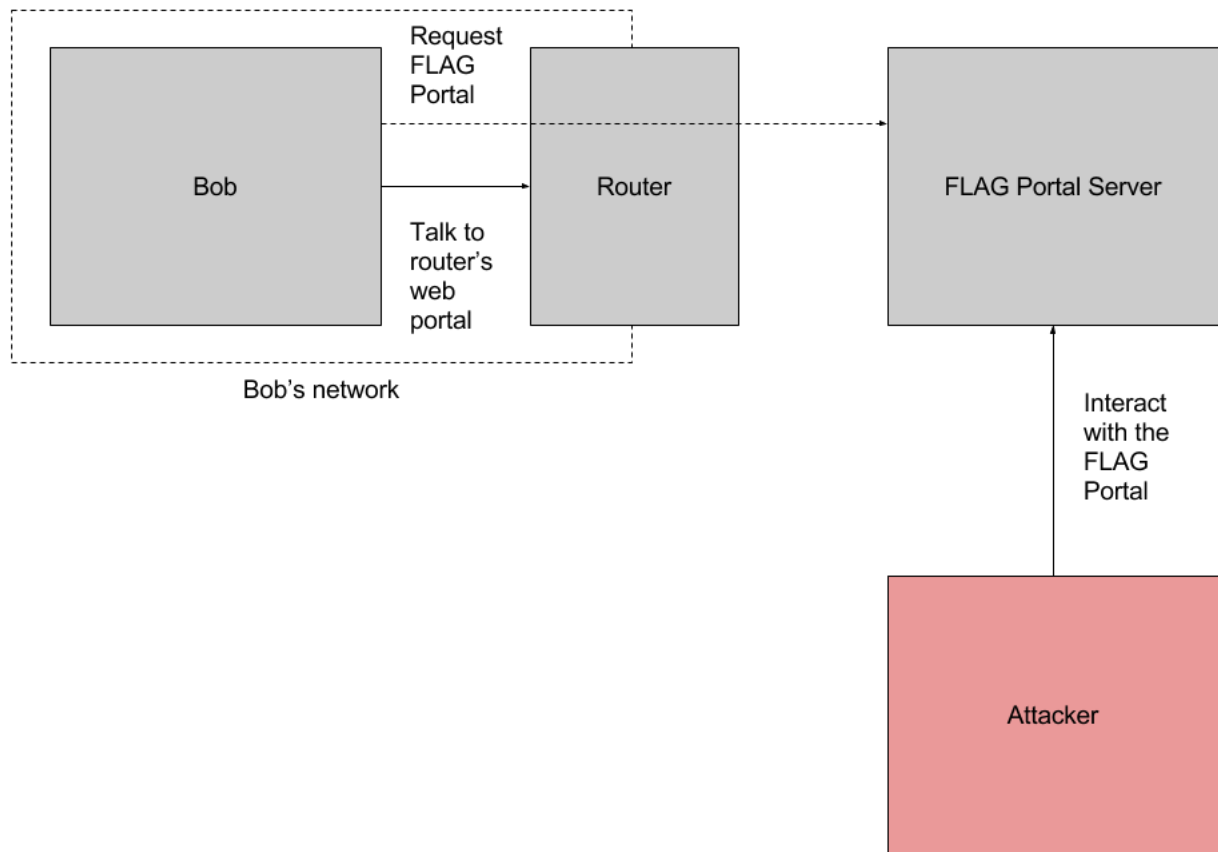 Request
FLAG
Portal
Bob
Router
FLAG Portal Server
Talk to
router’s
web
portal
Bob’s network
Interact
with the
FLAG
Portal
Attacker